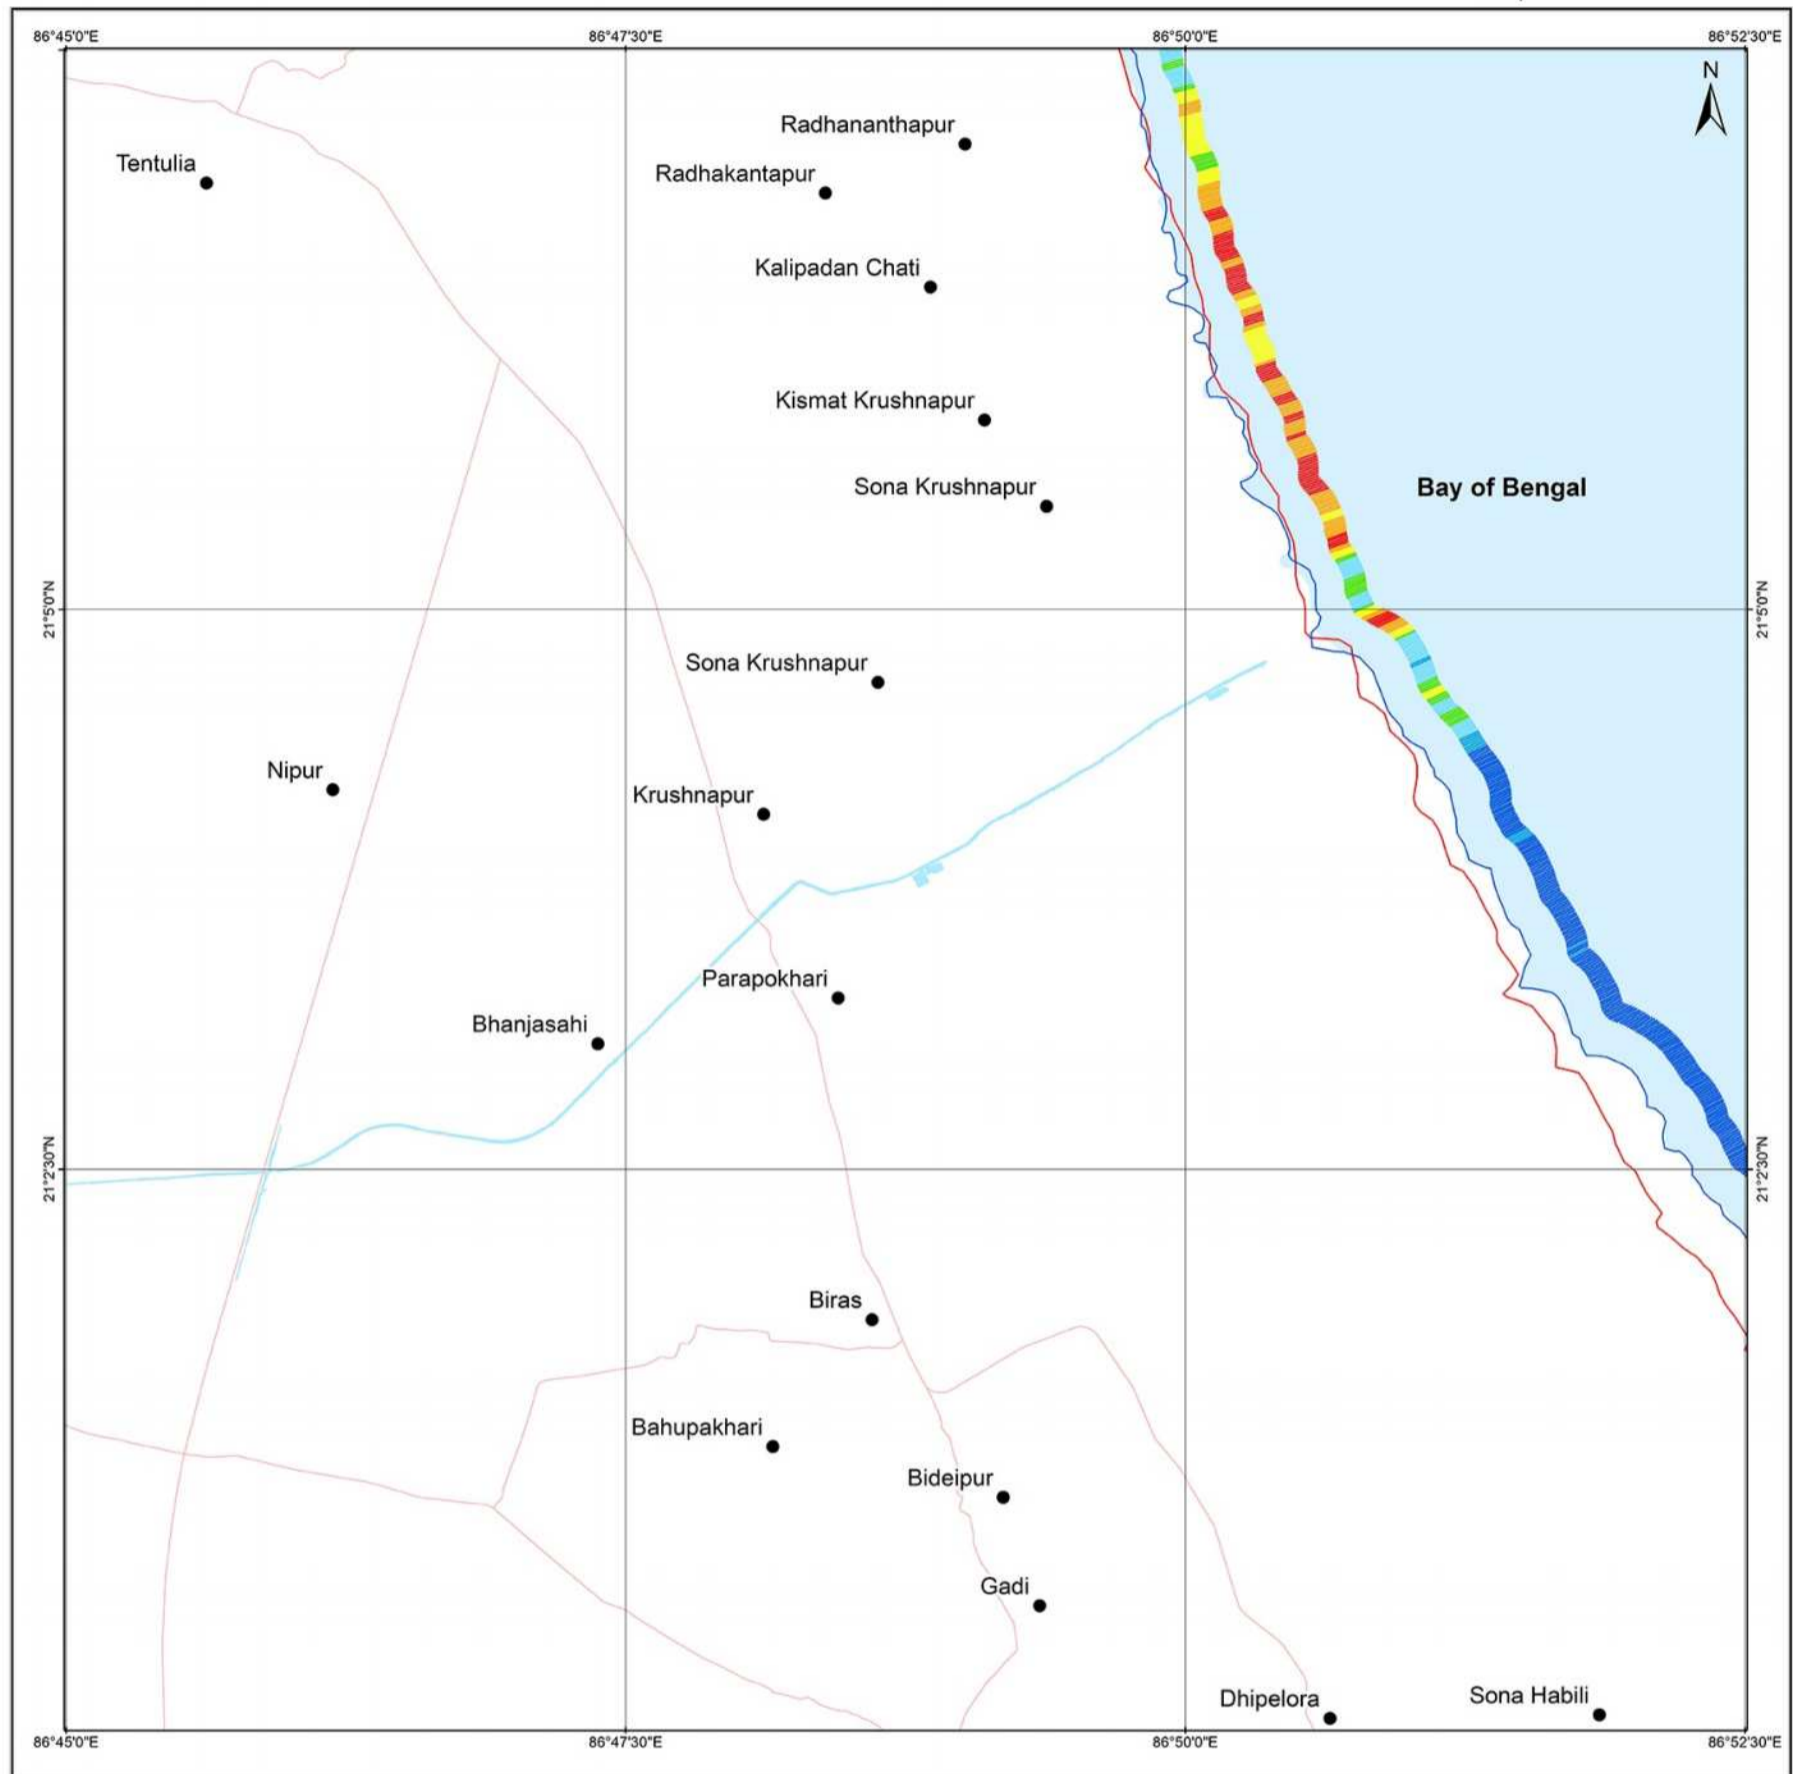 86°45'0"E
86°47'30"E
86°50'0"E
86°52'30"E
N
Radhananthapur
Tentulia
Radhakantapur
Kalipadan Chati
Kismat Krushnapur
Sona Krushnapur
Bay of Bengal
21°5'0"N
21°5'0"N
Sona Krushnapur
Nipur
Krushnapur
Parapokhari
Bhanjasahi
21°2'30"N
21°2'30"N
Biras
Bahupakhari
Bideipur
Gadi
Dhipelora
Sona Habili
86°45'0"E
86°47'30"E
86°50'0"E
86°52'30"E